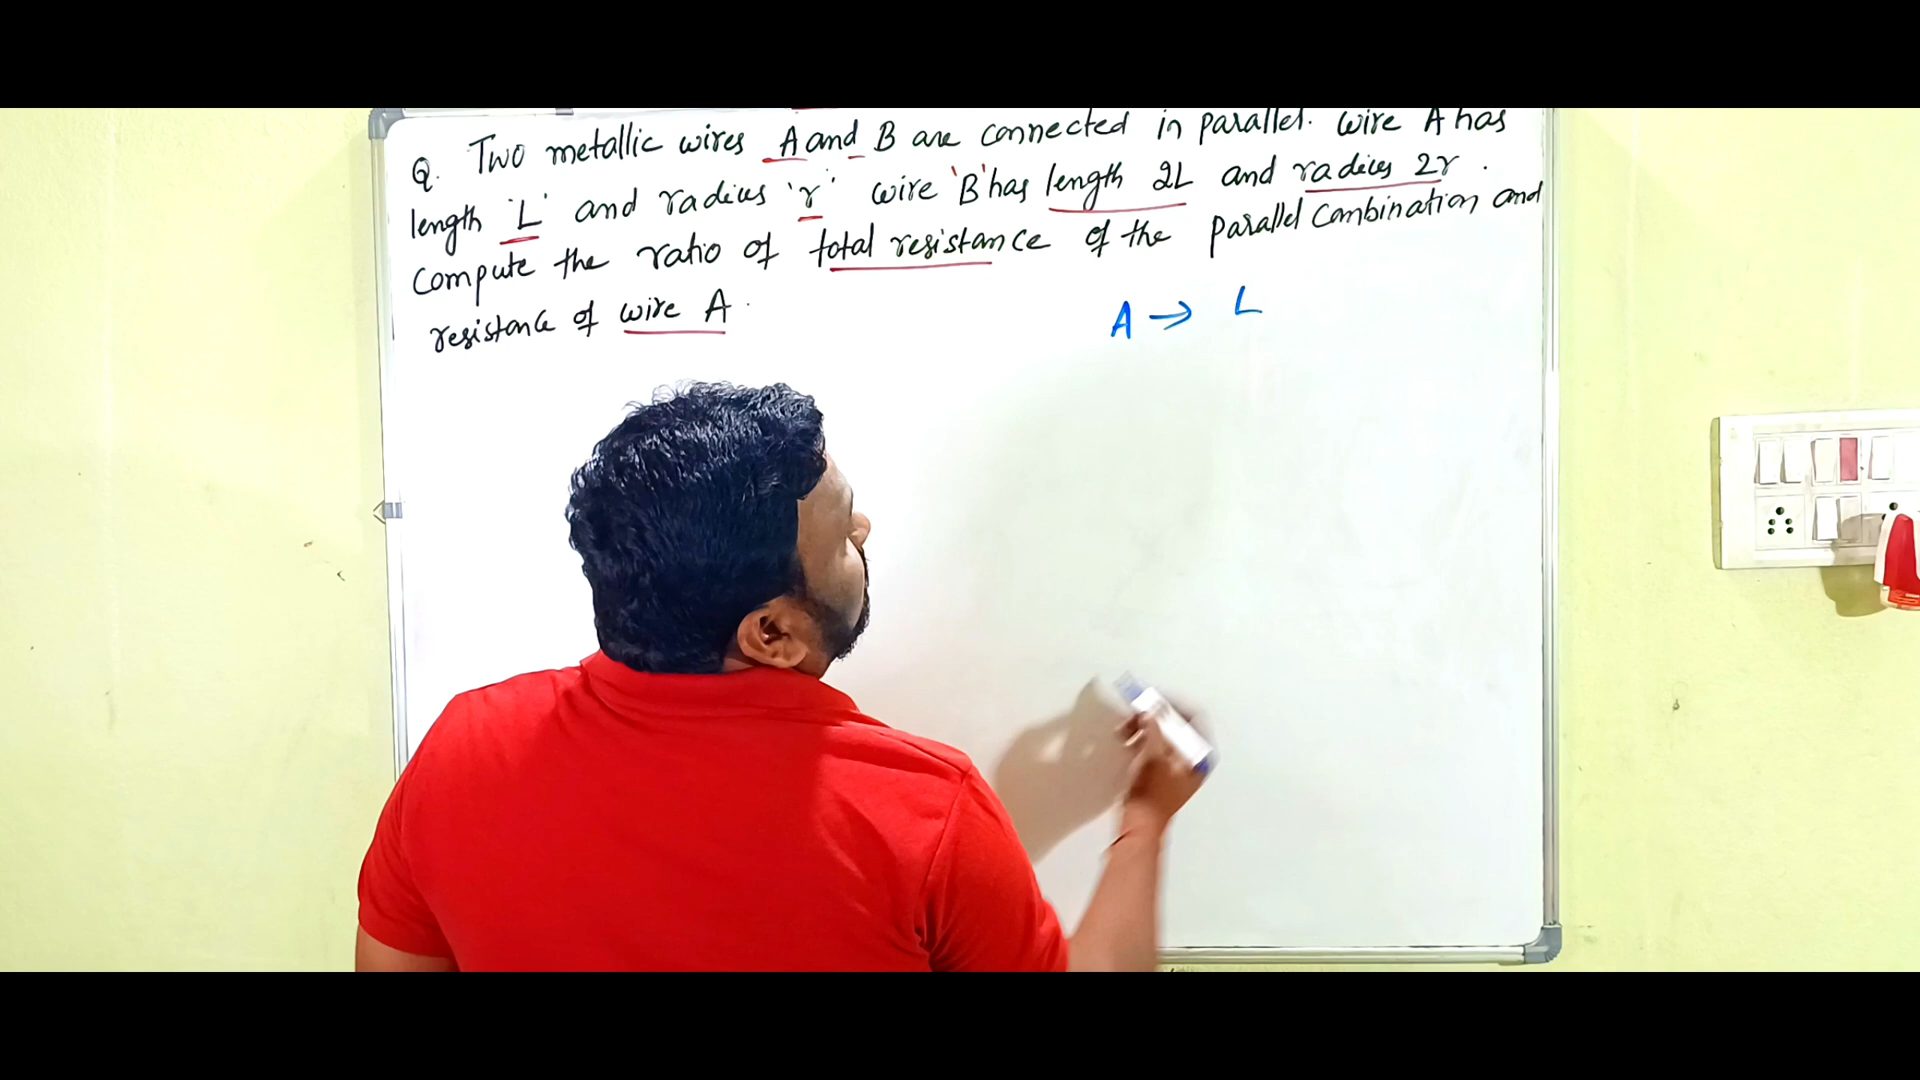 Q. Two metallic wires A and B are connected in parallel. wire A has
length 'L' and radius 'r' wire 'B' has length 2L and radius 2r.
Compute the ratio of total resistance of the parallel combination and
resistance of wire A.
A → L